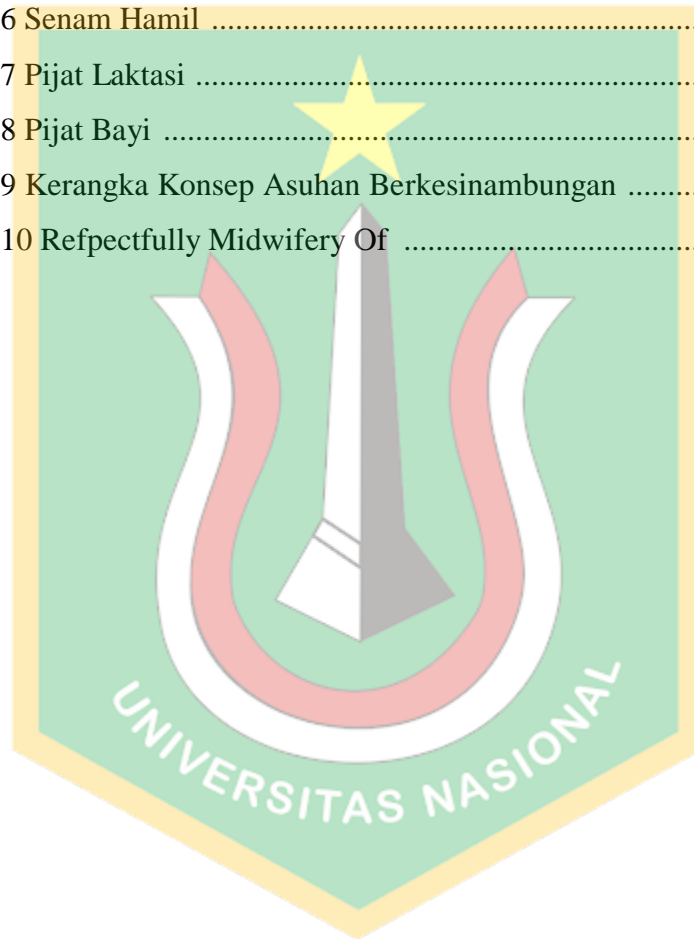 6 Senam Hamil ......................................................
7 Pijat Laktasi ........................................................
8 Pijat Bayi ............................................................
9 Kerangka Konsep Asuhan Berkesinambungan ........
10 Refpectfully Midwifery Of ................................
UNIVERSITAS NASIONAL